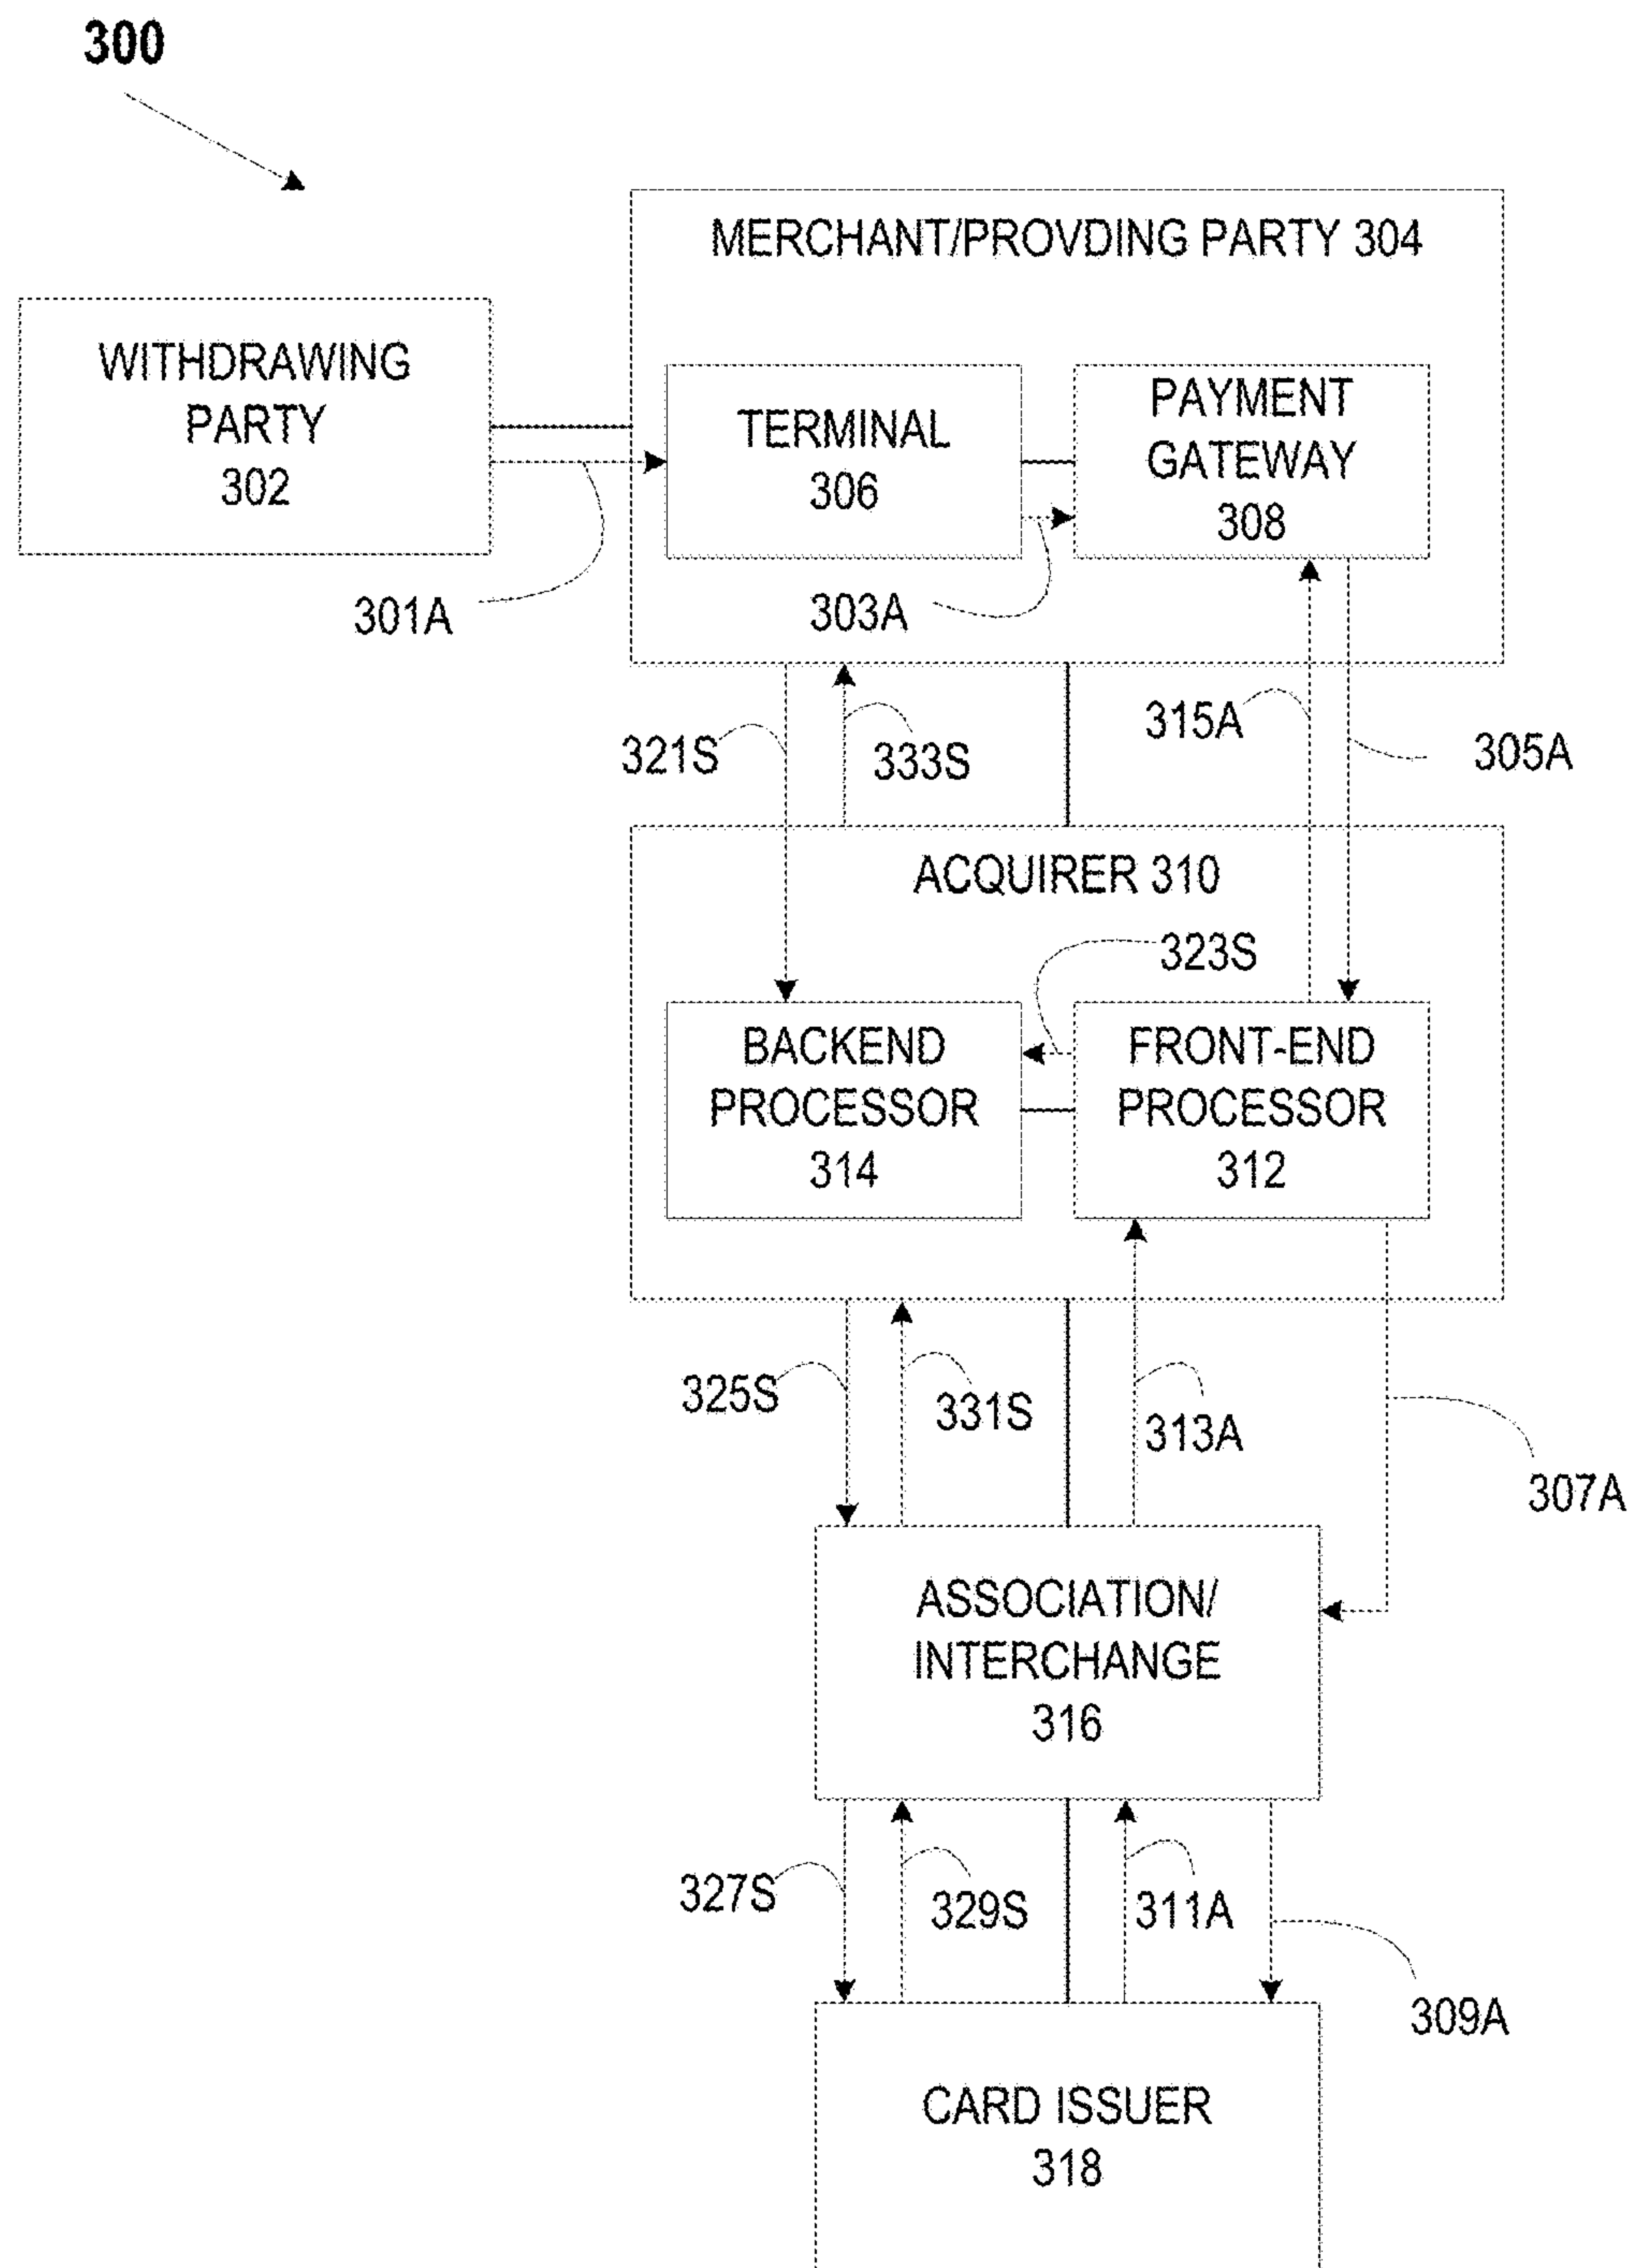 300
MERCHANT/PROVDING PARTY 304
WITHDRAWING
PARTY
302
TERMINAL
306
PAYMENT
GATEWAY
308
301A
303A
321S
333S
315A
305A
ACQUIRER 310
323S
BACKEND
PROCESSOR
314
FRONT-END
PROCESSOR
312
325S
331S
313A
307A
ASSOCIATION/
INTERCHANGE
316
327S
329S
311A
309A
CARD ISSUER
318